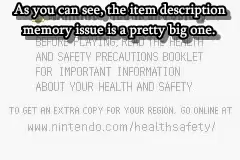 As you can see, the item description
memory issue is a pretty big one.
BEFORE PLAYING, READ THE HEALTH
AND SAFETY PRECAUTIONS BOOKLET
FOR IMPORTANT INFORMATION
ABOUT YOUR HEALTH AND SAFETY
TO GET AN EXTRA COPY FOR YOUR REGION, GO ONLINE AT
www.nintendo.com/healthsafety/